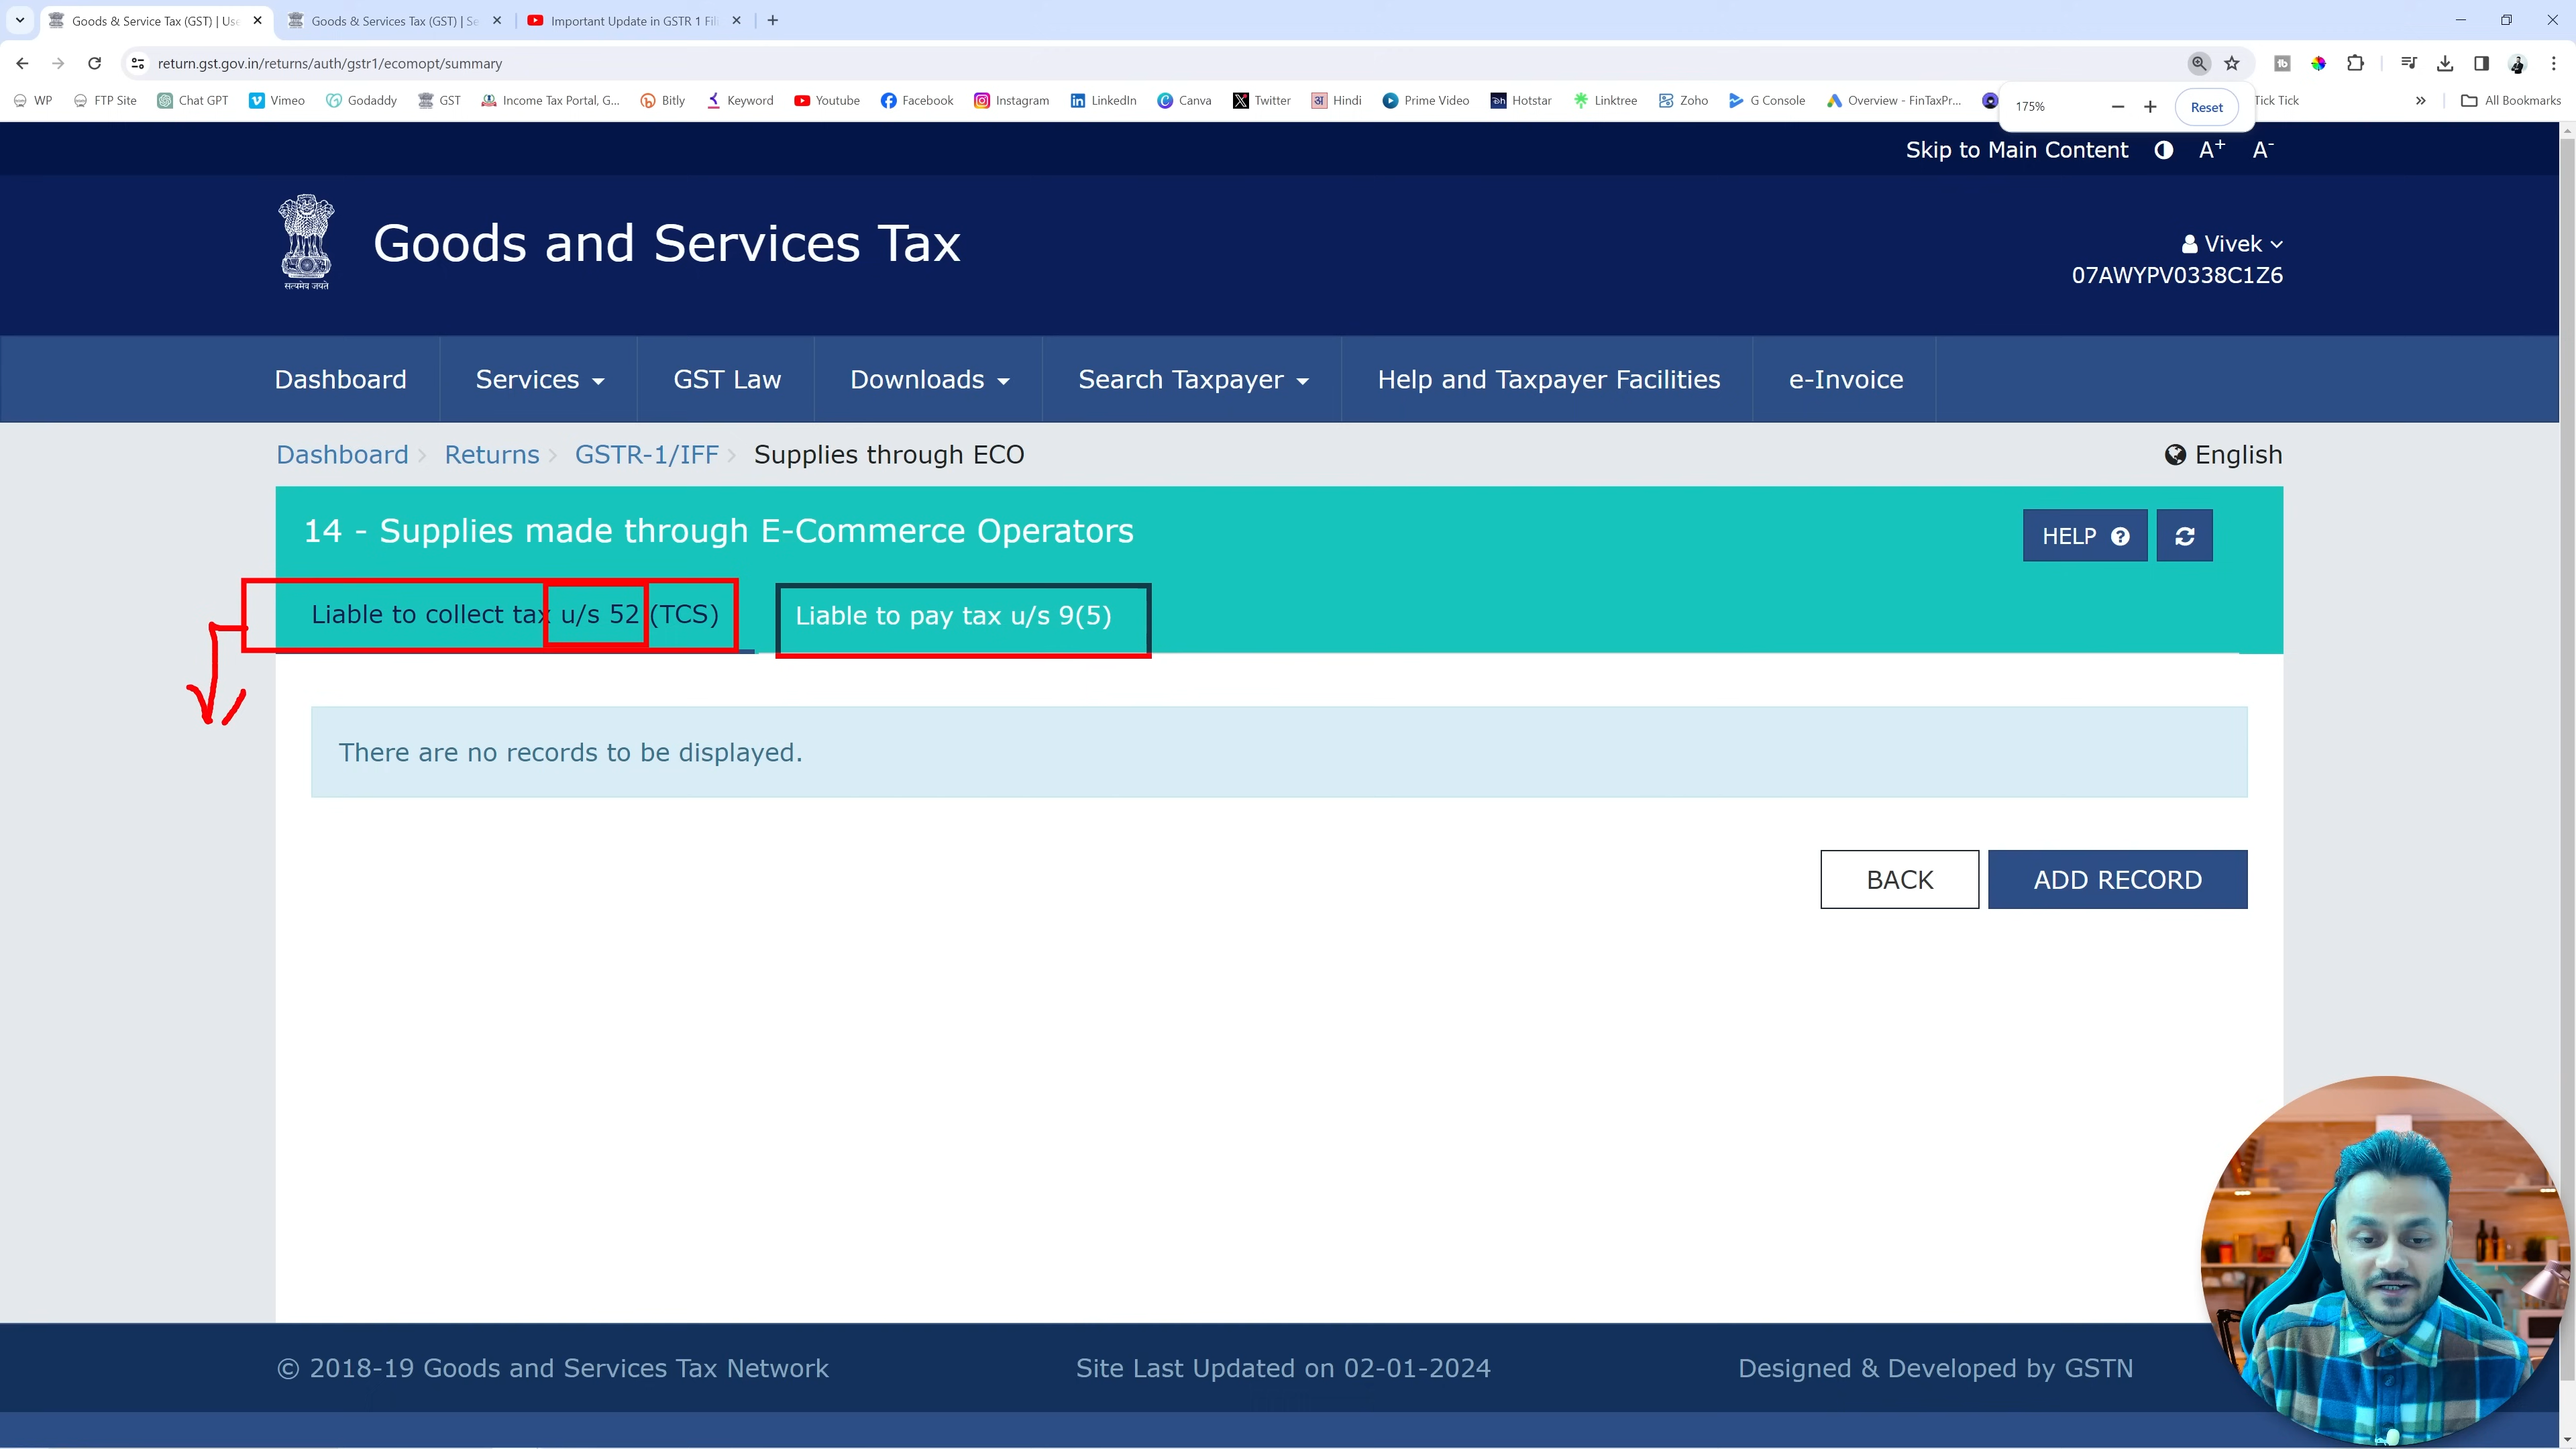 Goods & Service Tax (GST) | Use
Goods & Services Tax (GST) | Se
Important Update in GSTR 1 Fil
return.gst.gov.in/returns/auth/gstr1/ecomopt/summary
WP
FTP Site
Chat GPT
Vimeo
Godaddy
GST
Income Tax Portal, G...
Bitly
Keyword
Youtube
Facebook
Instagram
LinkedIn
Canva
Twitter
Hindi
Prime Video
Hotstar
Linktree
Zoho
G Console
Overview - FinTaxPr...
175%
Reset
Tick Tick
All Bookmarks
Skip to Main Content
A+
A-
सत्यमेव जयते
Goods and Services Tax
Vivek
07AWYPV0338C1Z6
Dashboard
Services
GST Law
Downloads
Search Taxpayer
Help and Taxpayer Facilities
e-Invoice
Dashboard
Returns
GSTR-1/IFF
Supplies through ECO
English
14 - Supplies made through E-Commerce Operators
HELP
Liable to collect tax u/s 52 (TCS)
Liable to pay tax u/s 9(5)
There are no records to be displayed.
BACK
ADD RECORD
© 2018-19 Goods and Services Tax Network
Site Last Updated on 02-01-2024
Designed & Developed by GSTN